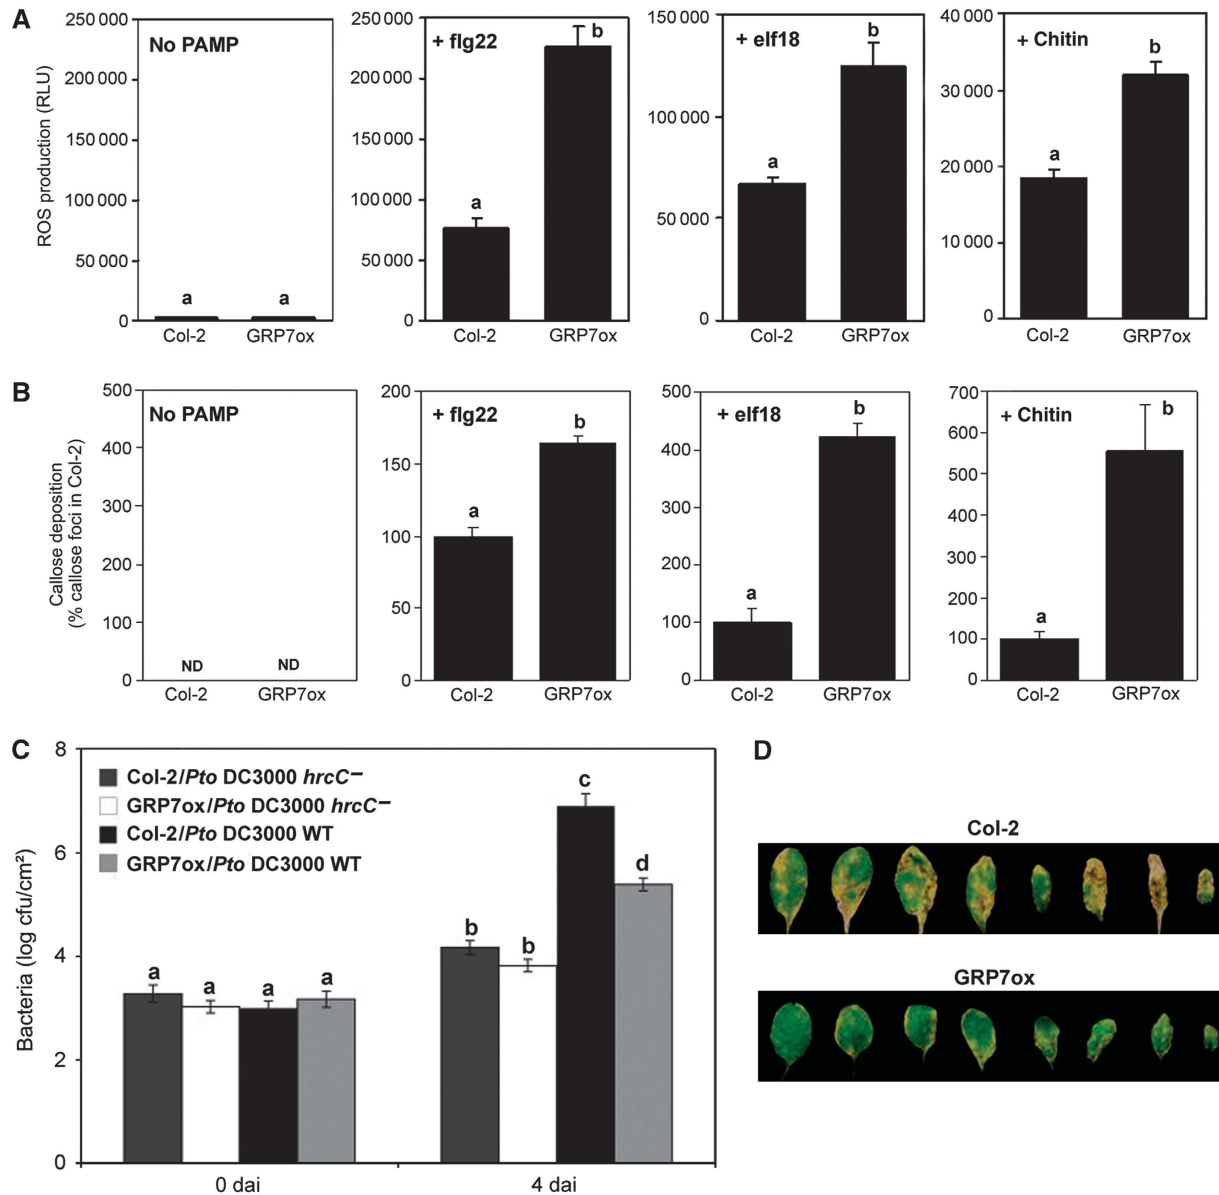 A
ROS production (RLU)
250 000
200 000
150 000
100 000
50 000
0
No PAMP
a
a
Col-2
GRP7ox
250 000
200 000
150 000
100 000
50 000
0
+ flg22
a
b
Col-2
GRP7ox
150 000
100 000
50 000
0
+ elf18
a
b
Col-2
GRP7ox
40 000
30 000
20 000
10 000
0
+ Chitin
a
b
Col-2
GRP7ox
B
Callose deposition
(% callose foci in Col-2)
500
400
300
200
100
0
No PAMP
ND
ND
Col-2
GRP7ox
200
150
100
50
0
+ flg22
a
b
Col-2
GRP7ox
500
400
300
200
100
0
+ elf18
a
b
Col-2
GRP7ox
700
600
500
400
300
200
100
0
+ Chitin
a
b
Col-2
GRP7ox
C
Bacteria (log cfu/cm²)
8
6
4
2
0
Col-2/Pto DC3000 hrcC−
GRP7ox/Pto DC3000 hrcC−
Col-2/Pto DC3000 WT
GRP7ox/Pto DC3000 WT
a
a
a
a
b
b
c
d
0 dai
4 dai
D
Col-2
GRP7ox